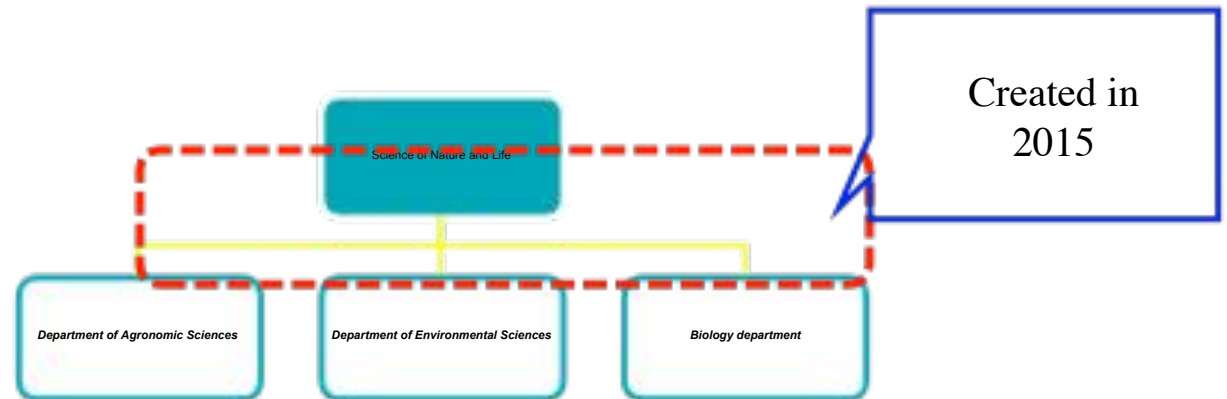 Created in
2015
Science of Nature and Life
Department of Agronomic Sciences
Department of Environmental Sciences
Biology department